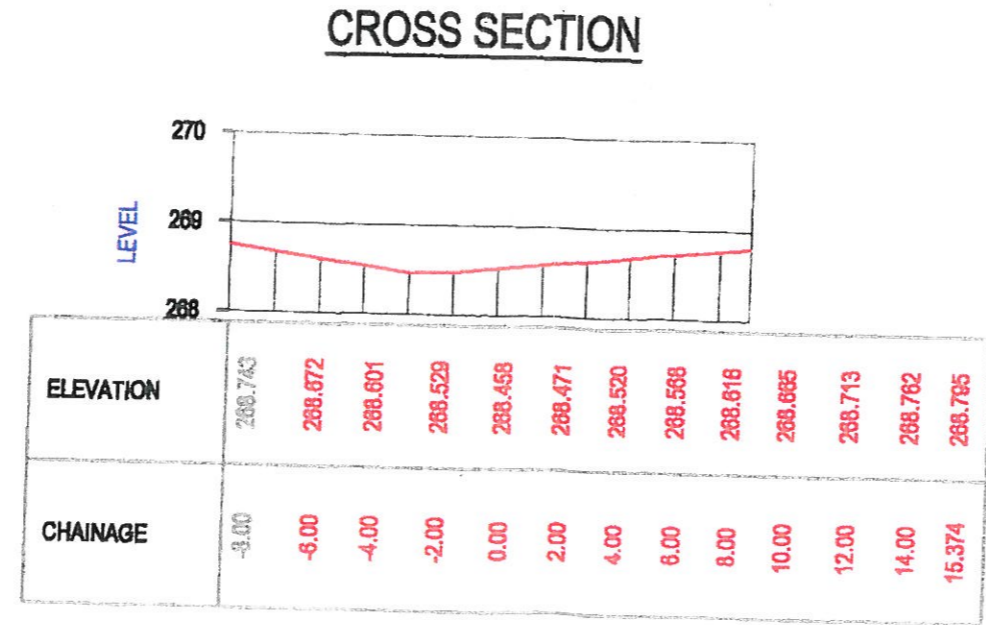 CROSS SECTION
270
269
268
LEVEL
ELEVATION 268.743 268.672 268.601 268.529 268.458 268.471 268.520 268.568 268.616 268.665 268.713 268.762 268.795
CHAINAGE -8.00 -6.00 -4.00 -2.00 0.00 2.00 4.00 6.00 8.00 10.00 12.00 14.00 15.374